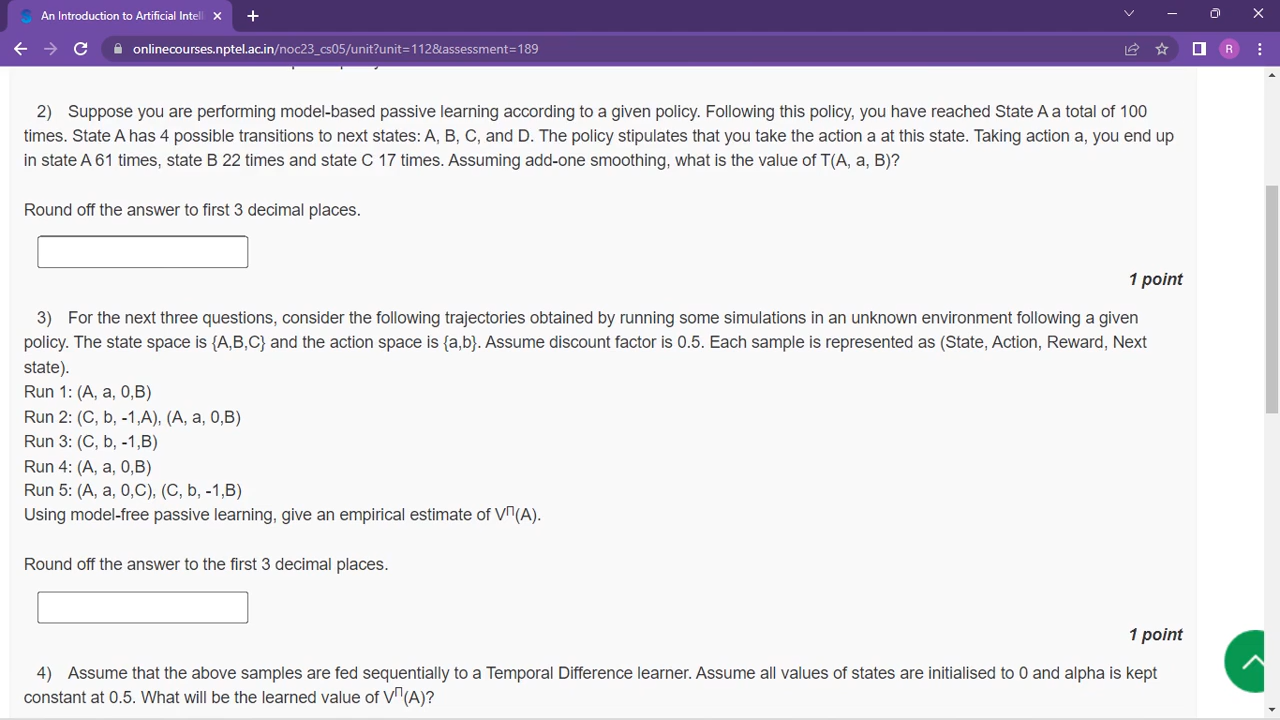 An Introduction to Artificial Intell
onlinecourses.nptel.ac.in/noc23_cs05/unit?unit=112&assessment=189
R
2) Suppose you are performing model-based passive learning according to a given policy. Following this policy, you have reached State A a total of 100
times. State A has 4 possible transitions to next states: A, B, C, and D. The policy stipulates that you take the action a at this state. Taking action a, you end up
in state A 61 times, state B 22 times and state C 17 times. Assuming add-one smoothing, what is the value of T(A, a, B)?
Round off the answer to first 3 decimal places.
1 point
3) For the next three questions, consider the following trajectories obtained by running some simulations in an unknown environment following a given
policy. The state space is {A,B,C} and the action space is {a,b}. Assume discount factor is 0.5. Each sample is represented as (State, Action, Reward, Next
state).
Run 1: (A, a, 0,B)
Run 2: (C, b, -1,A), (A, a, 0,B)
Run 3: (C, b, -1,B)
Run 4: (A, a, 0,B)
Run 5: (A, a, 0,C), (C, b, -1,B)
Using model-free passive learning, give an empirical estimate of V^Π(A).
Round off the answer to the first 3 decimal places.
1 point
4) Assume that the above samples are fed sequentially to a Temporal Difference learner. Assume all values of states are initialised to 0 and alpha is kept
constant at 0.5. What will be the learned value of V^Π(A)?